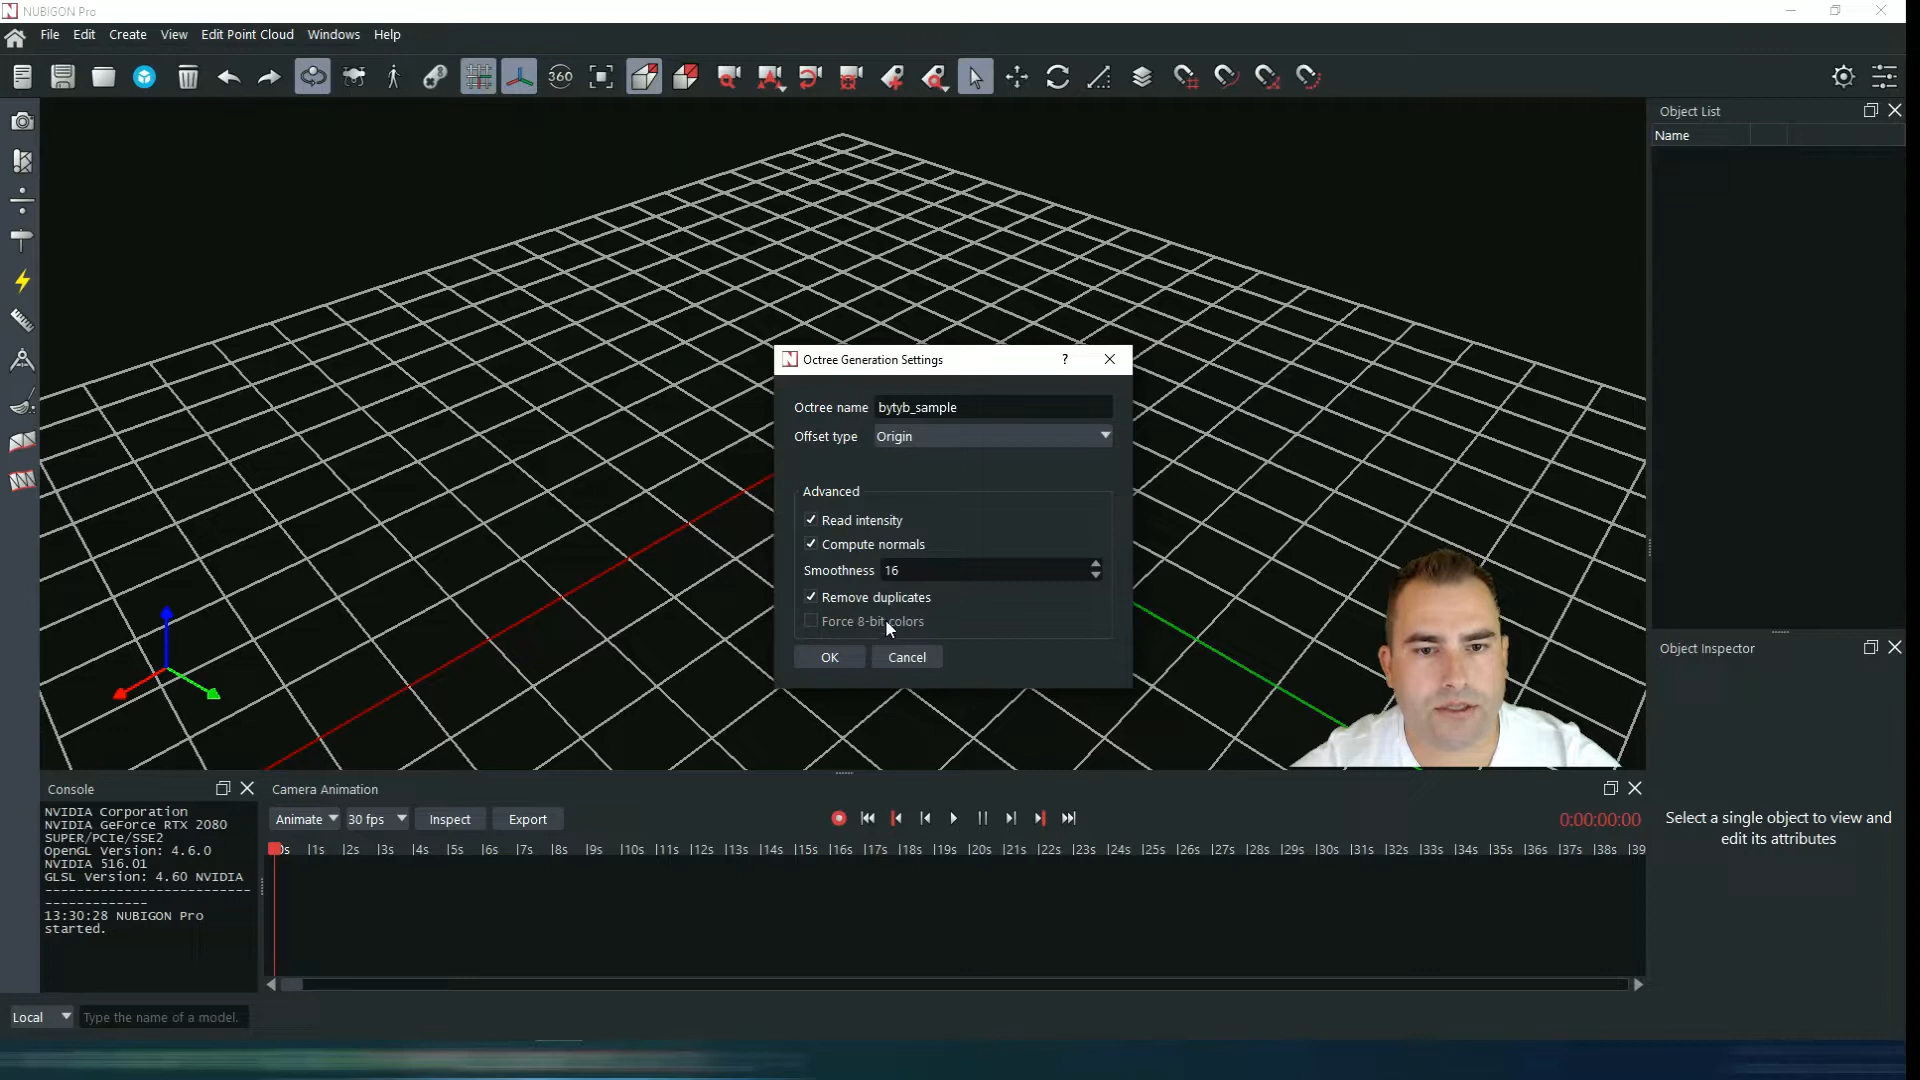 NUBIGON Pro
File Edit Create View Edit Point Cloud Windows Help
360
Object List
Name
Octree Generation Settings ?
Octree name bytyb_sample
Offset type Origin
Advanced
Read intensity
Compute normals
Smoothness 16
Remove duplicates
Force 8-bit colors
OK Cancel
Object Inspector
Select a single object to view and
edit its attributes
Console
NVIDIA Corporation
NVIDIA GeForce RTX 2080
SUPER/PCIe/SSE2
OpenGL Version: 4.6.0
NVIDIA 516.01
GLSL Version: 4.60 NVIDIA
----------------------------
-------------
13:30:28 NUBIGON Pro
started.
Camera Animation
Animate 30 fps Inspect Export
0:00:00:00
0s |1s |2s |3s |4s |5s |6s |7s |8s |9s |10s |11s |12s |13s |14s |15s |16s |17s |18s |19s |20s |21s |22s |23s |24s |25s |26s |27s |28s |29s |30s |31s |32s |33s |34s |35s |36s |37s |38s |39
Local Type the name of a model.